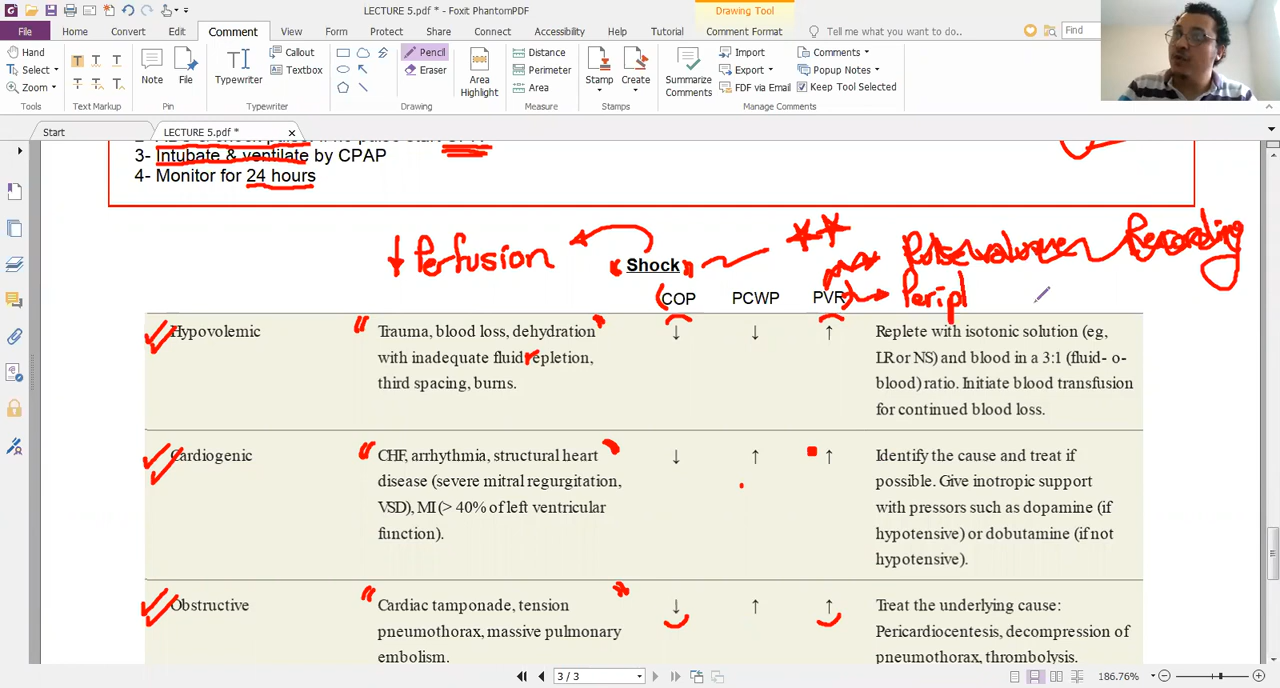 LECTURE 5.pdf * - Foxit PhantomPDF
Drawing Tool
File Home Convert Comment View Form Protect Share Connect Accessibility Help Tutorial Comment Format Tell me what you want to do.. Find
Hand
Select
Zoom
Tools
Text Markup
Note
File
Pin
Typewriter
Callout
Textbox
Typewriter
Pencil
Eraser
Drawing
Area Highlight
Distance
Perimeter
Area
Measure
Stamp
Create
Stamps
Summarize Comments
Import
Export
FDF via Email
Comments
Popup Notes
Keep Tool Selected
Manage Comments
Start LECTURE 5.pdf *
3- Intubate & ventilate by CPAP
4- Monitor for 24 hours
↓ Perfusion
Pulse volume Recording
Shock
Peripl
COP PCWP PVR
Hypovolemic
Trauma, blood loss, dehydration
with inadequate fluid repletion,
third spacing, burns.
↓ ↓ ↑
Replete with isotonic solution (eg,
LR or NS) and blood in a 3:1 (fluid- o-
blood) ratio. Initiate blood transfusion
for continued blood loss.
Cardiogenic
CHF, arrhythmia, structural heart
disease (severe mitral regurgitation,
VSD), MI (> 40% of left ventricular
function).
↓ ↑ ↑
Identify the cause and treat if
possible. Give inotropic support
with pressors such as dopamine (if
hypotensive) or dobutamine (if not
hypotensive).
Obstructive
Cardiac tamponade, tension
pneumothorax, massive pulmonary
embolism.
↓ ↑ ↑
Treat the underlying cause:
Pericardiocentesis, decompression of
pneumothorax, thrombolysis.
3 / 3
186.76%